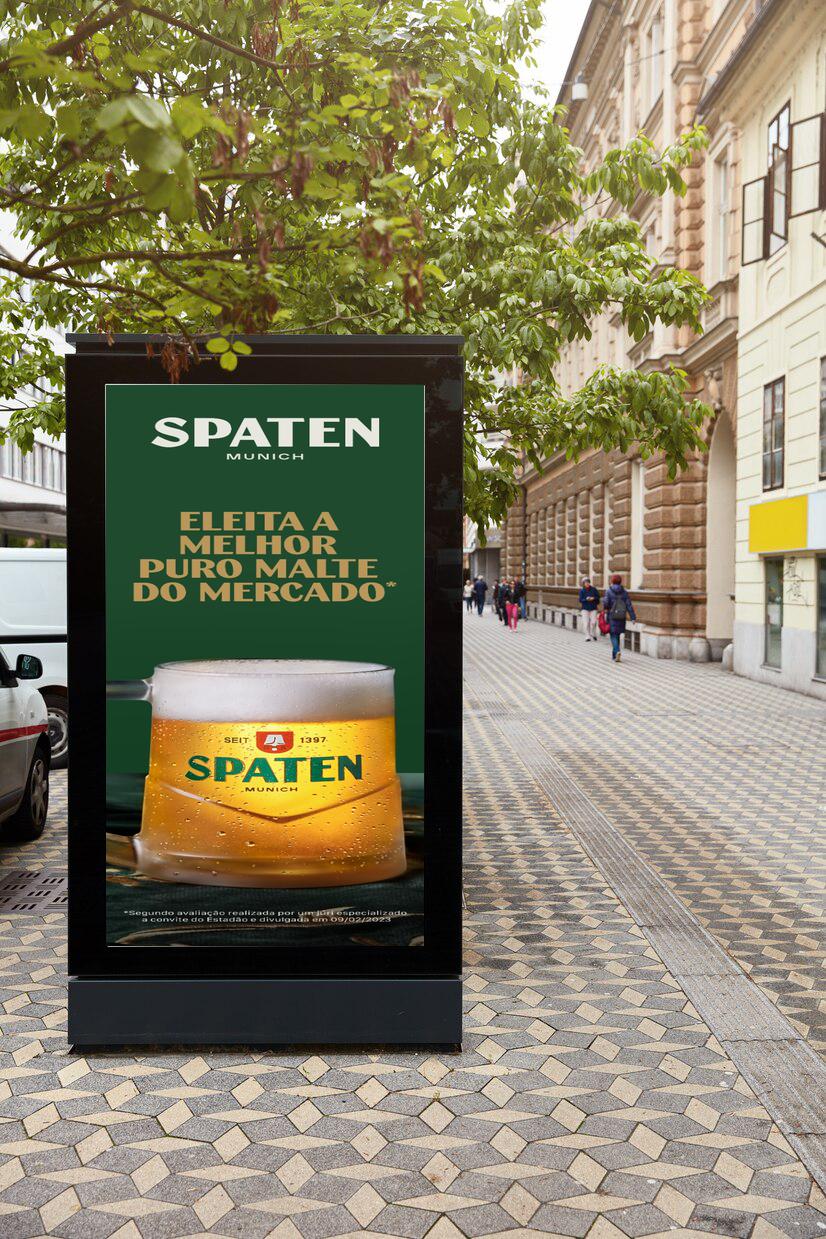 SPATEN
MUNICH
ELEITA A
MELHOR
PURO MALTE
DO MERCADO*
SEIT 1397
SPATEN
MUNICH
*Segundo avaliação realizada por um júri especializado
a convite do Estadão e divulgada em 09/02/2023